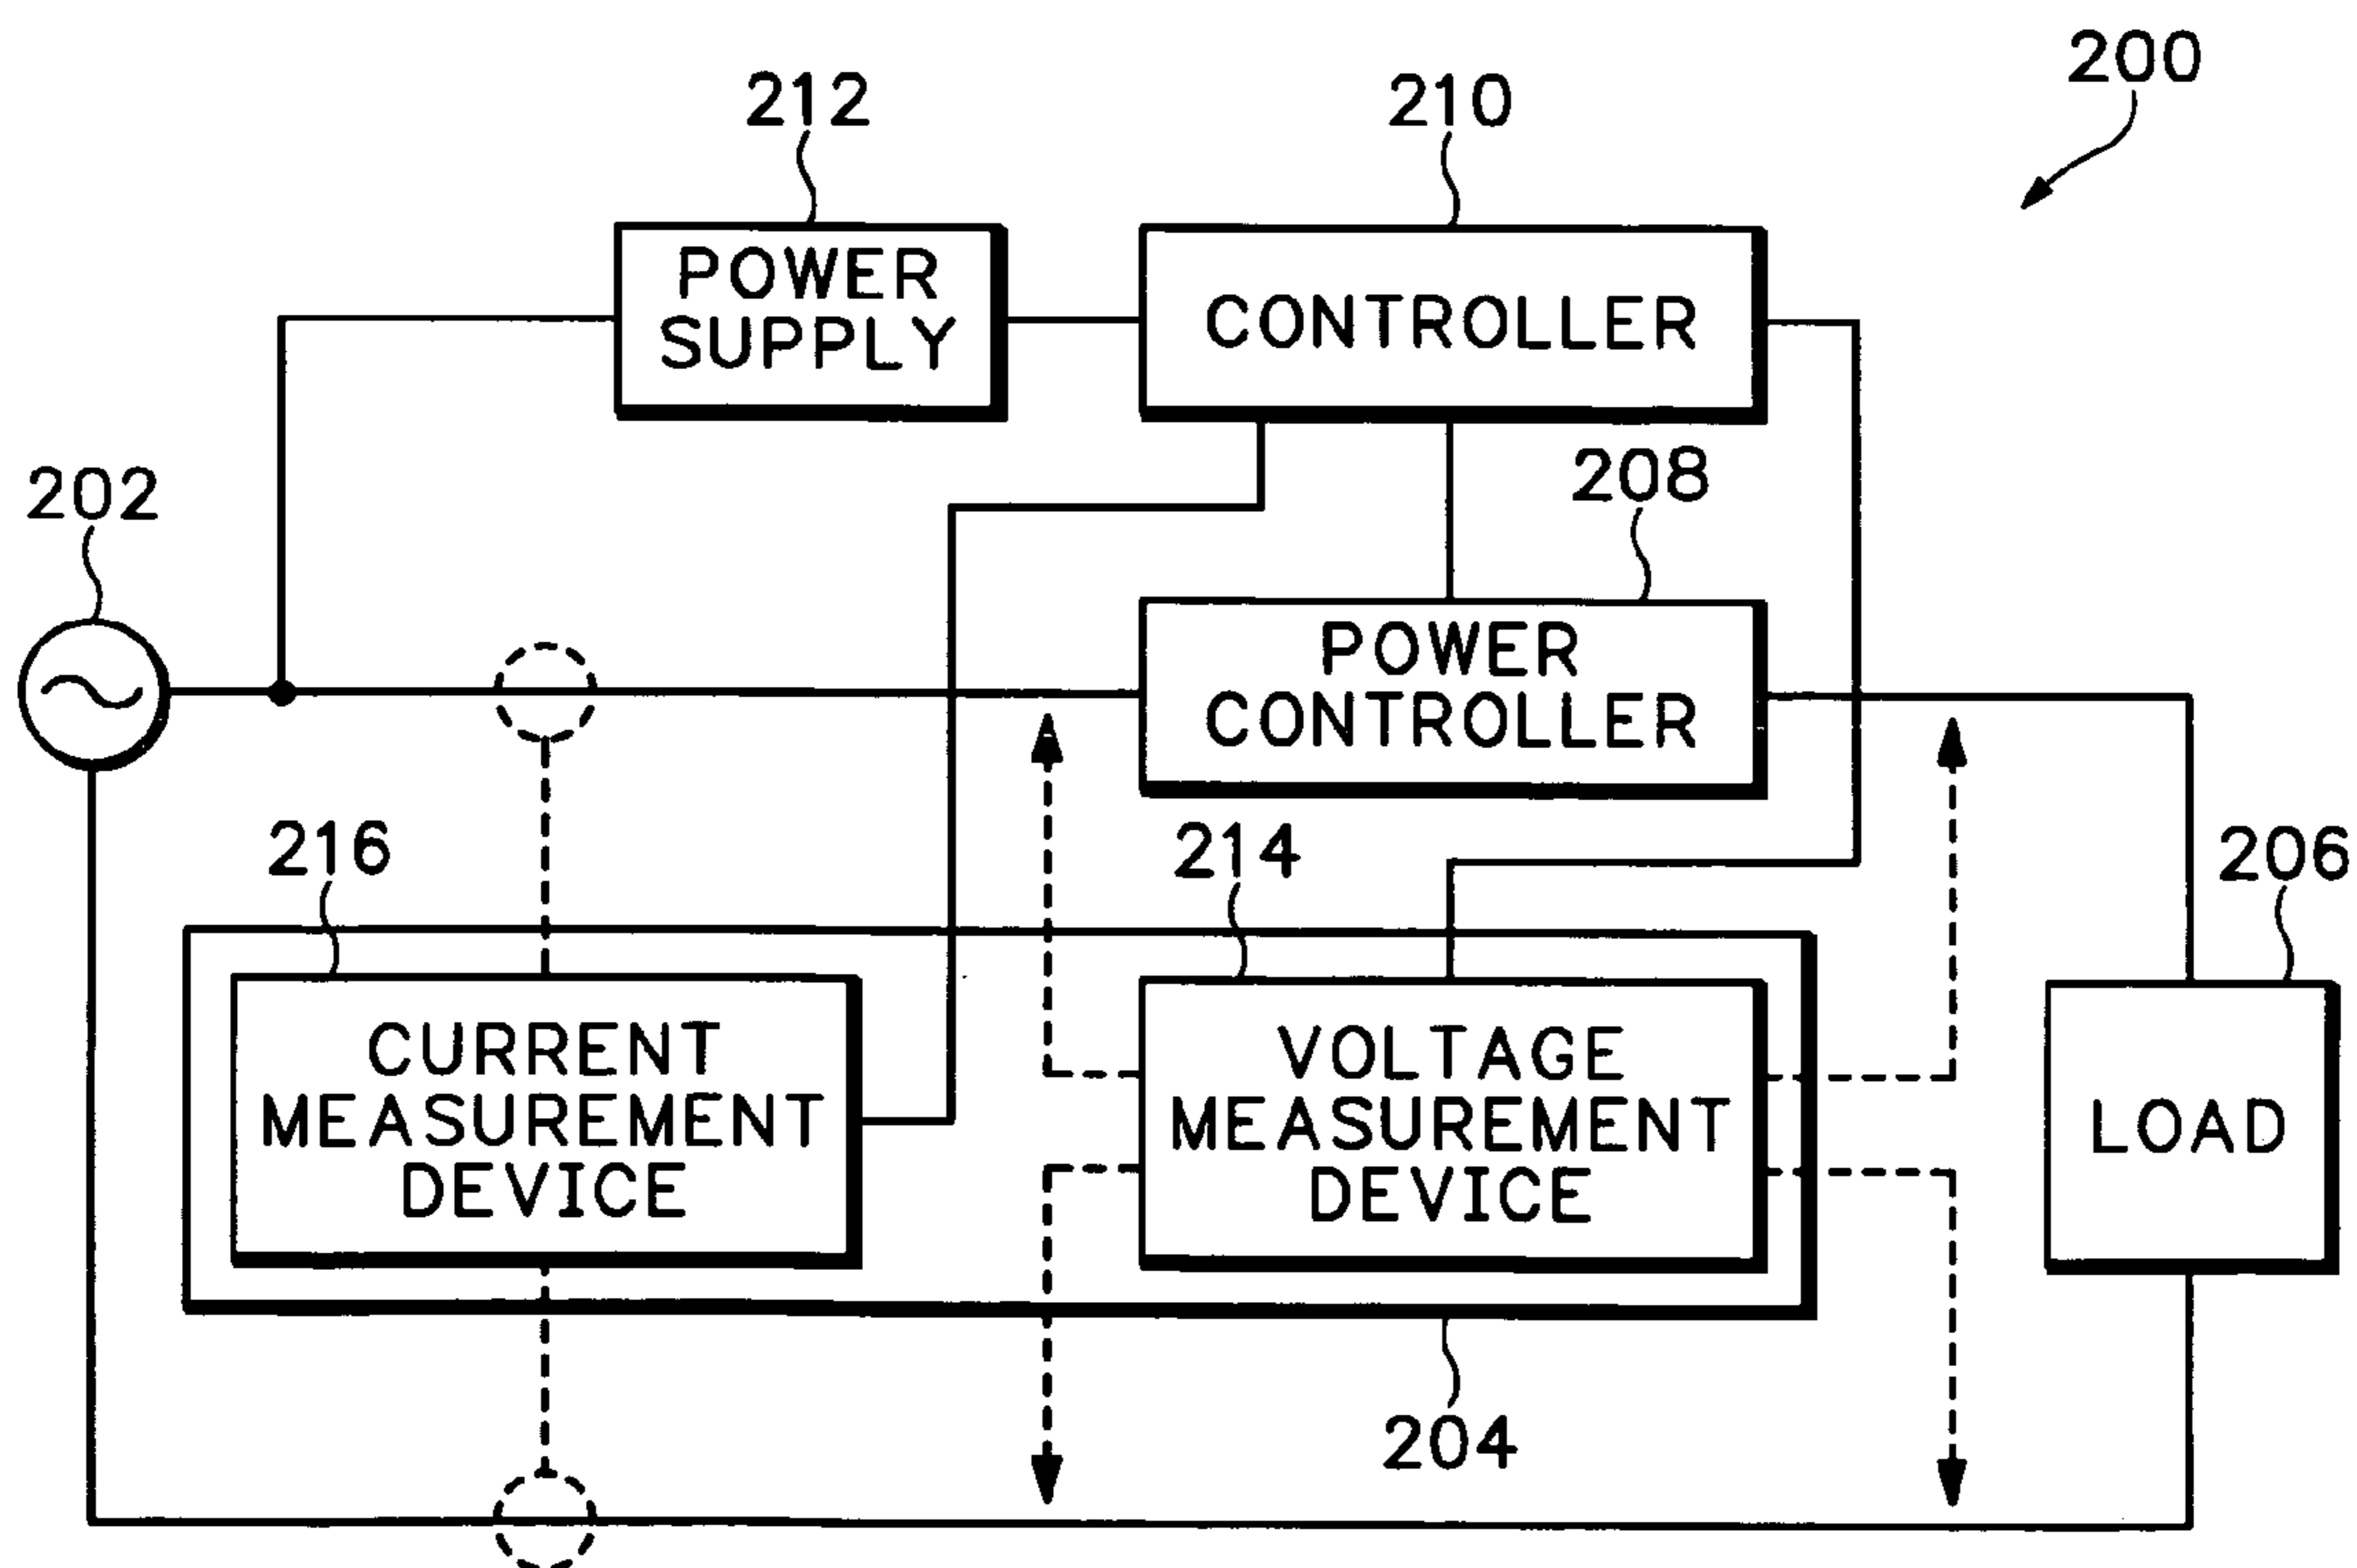 200
212
210
POWER
SUPPLY
CONTROLLER
202
208
POWER
CONTROLLER
216
214
206
CURRENT
MEASUREMENT
DEVICE
VOLTAGE
MEASUREMENT
DEVICE
LOAD
204